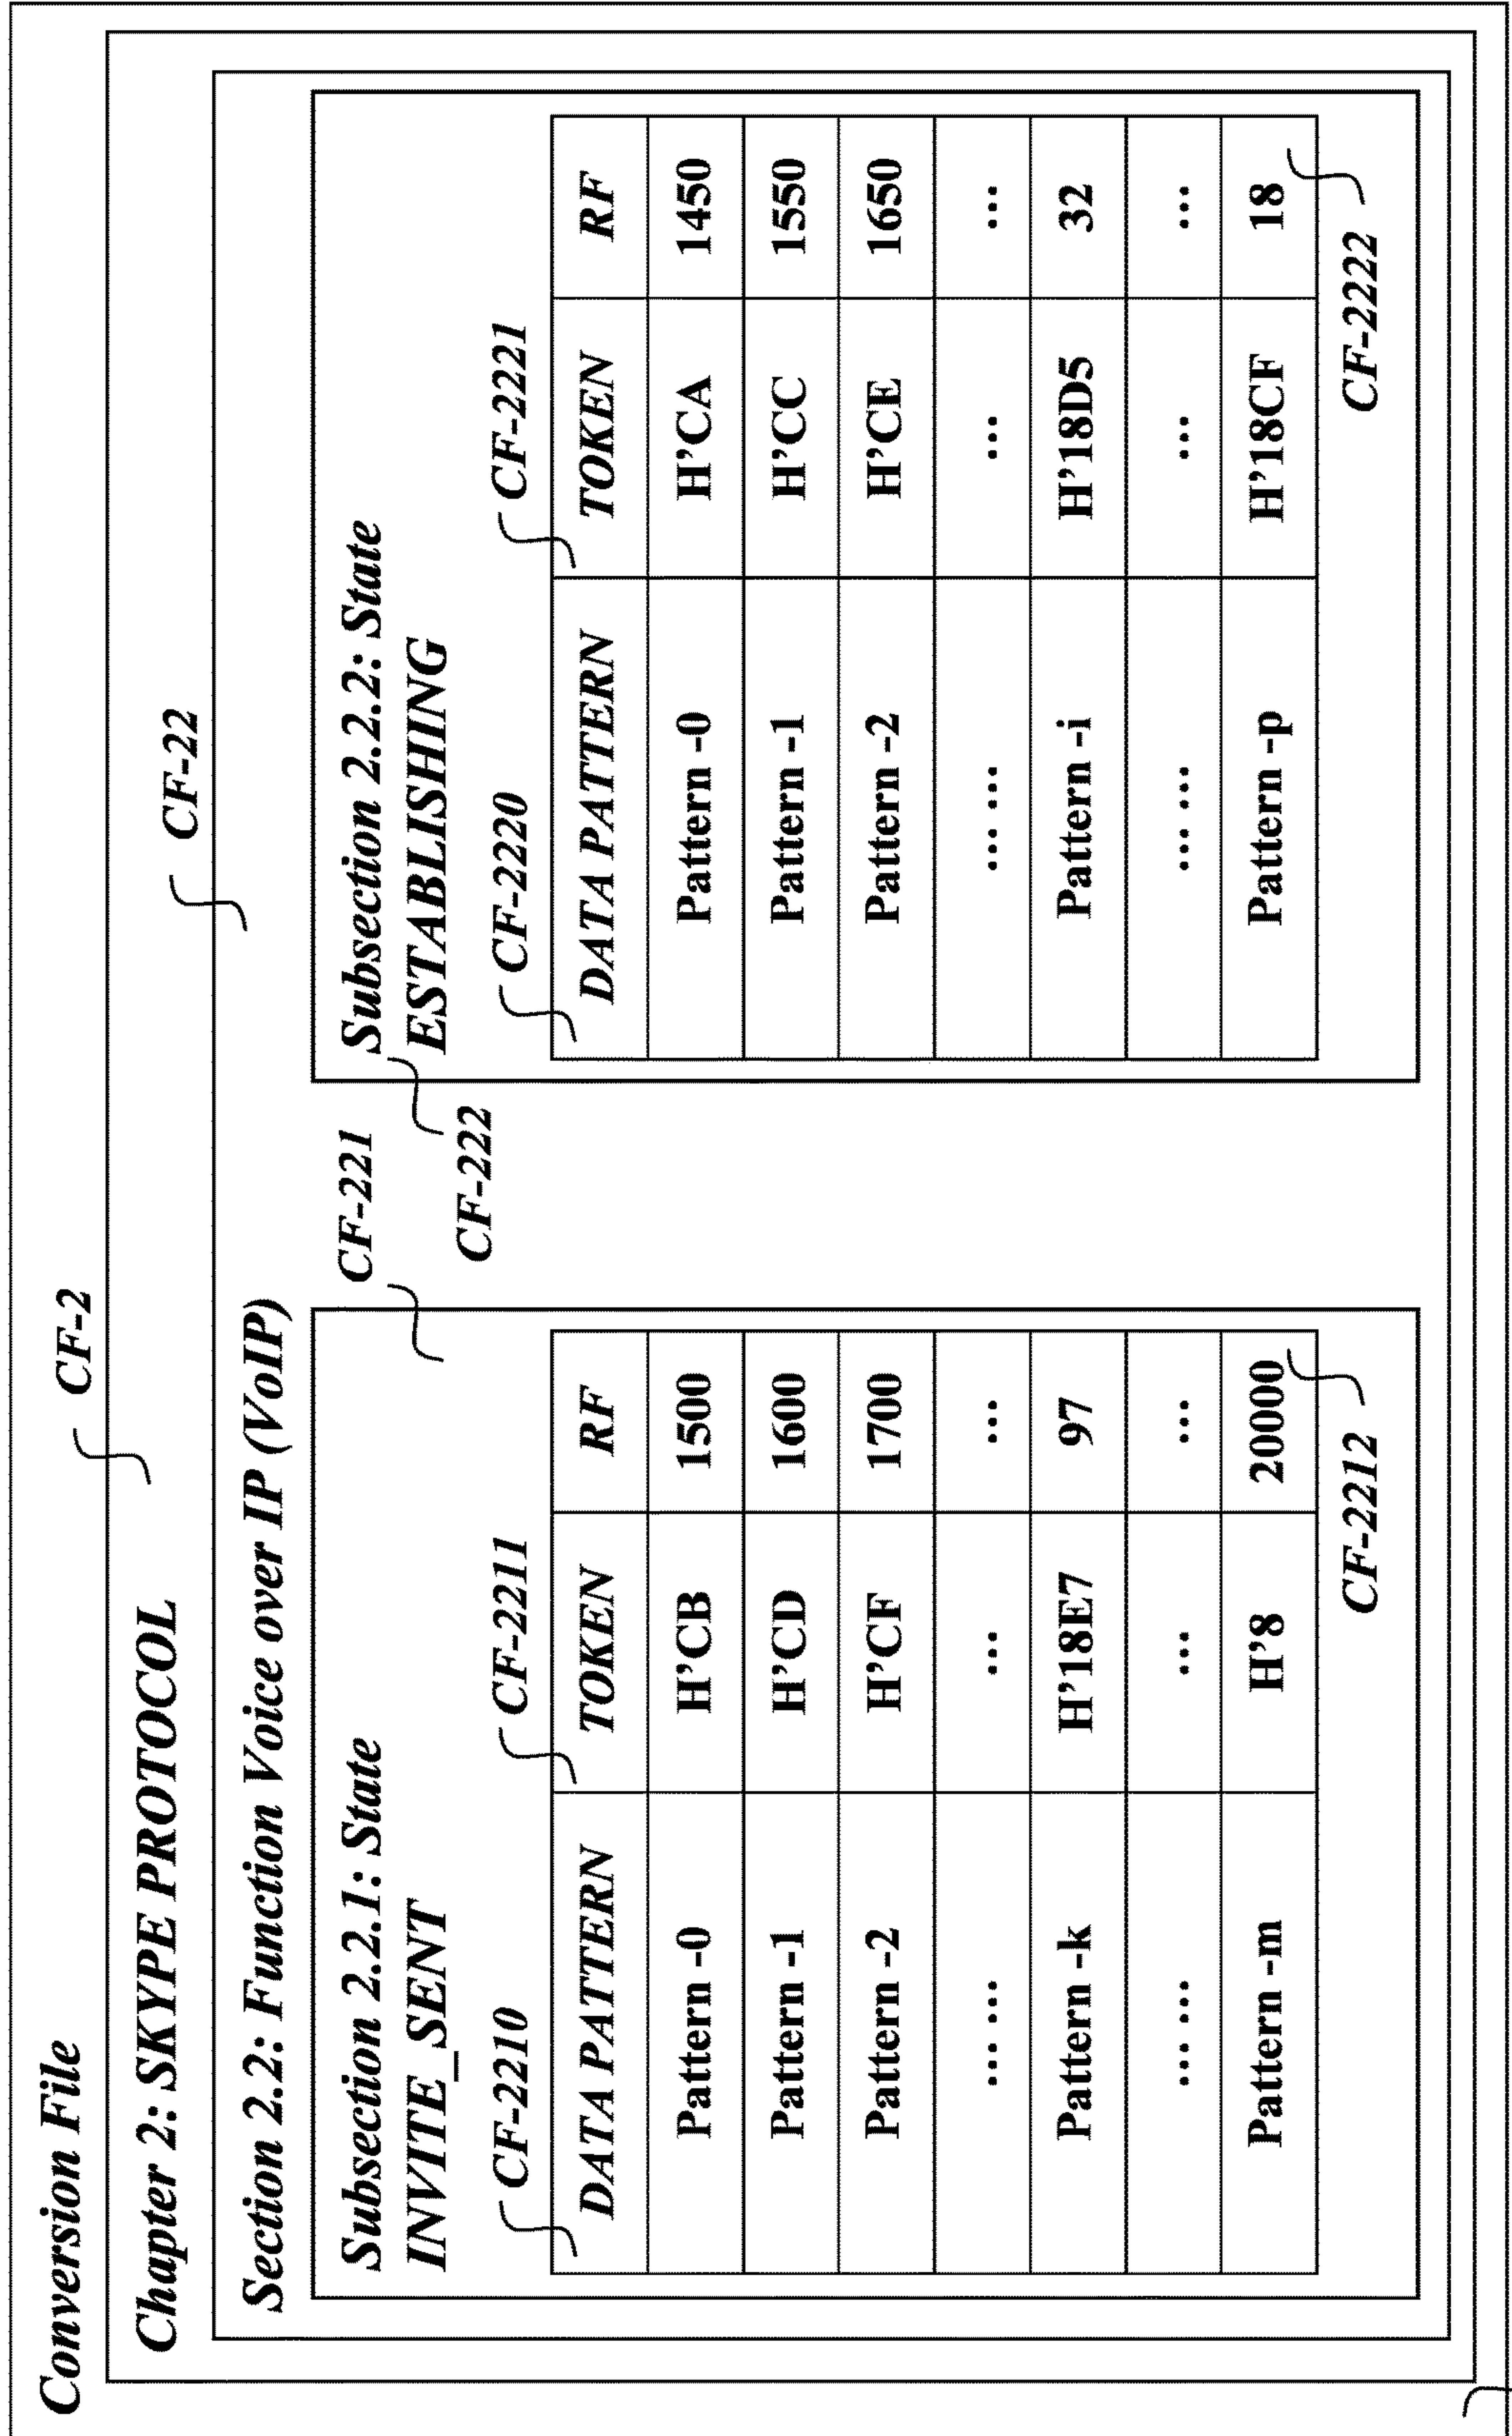 Conversion File
CF-2
Chapter 2: SKYPE PROTOCOL
CF-22
Section 2.2: Function Voice over IP (VoIP)
CF-221
Subsection 2.2.1: State
INVITE_SENT
CF-2210
CF-2211
DATA PATTERN TOKEN RF
Pattern -0 H’CB 1500
Pattern -1 H’CD 1600
Pattern -2 H’CF 1700
... ... ... ...
Pattern -k H’18E7 97
... ... ... ...
Pattern -m H’8 20000
CF-2212
CF-222
Subsection 2.2.2: State
ESTABLISHING
CF-2220
CF-2221
DATA PATTERN TOKEN RF
Pattern -0 H’CA 1450
Pattern -1 H’CC 1550
Pattern -2 H’CE 1650
... ... ... ...
Pattern -i H’18D5 32
... ... ... ...
Pattern -p H’18CF 18
CF-2222